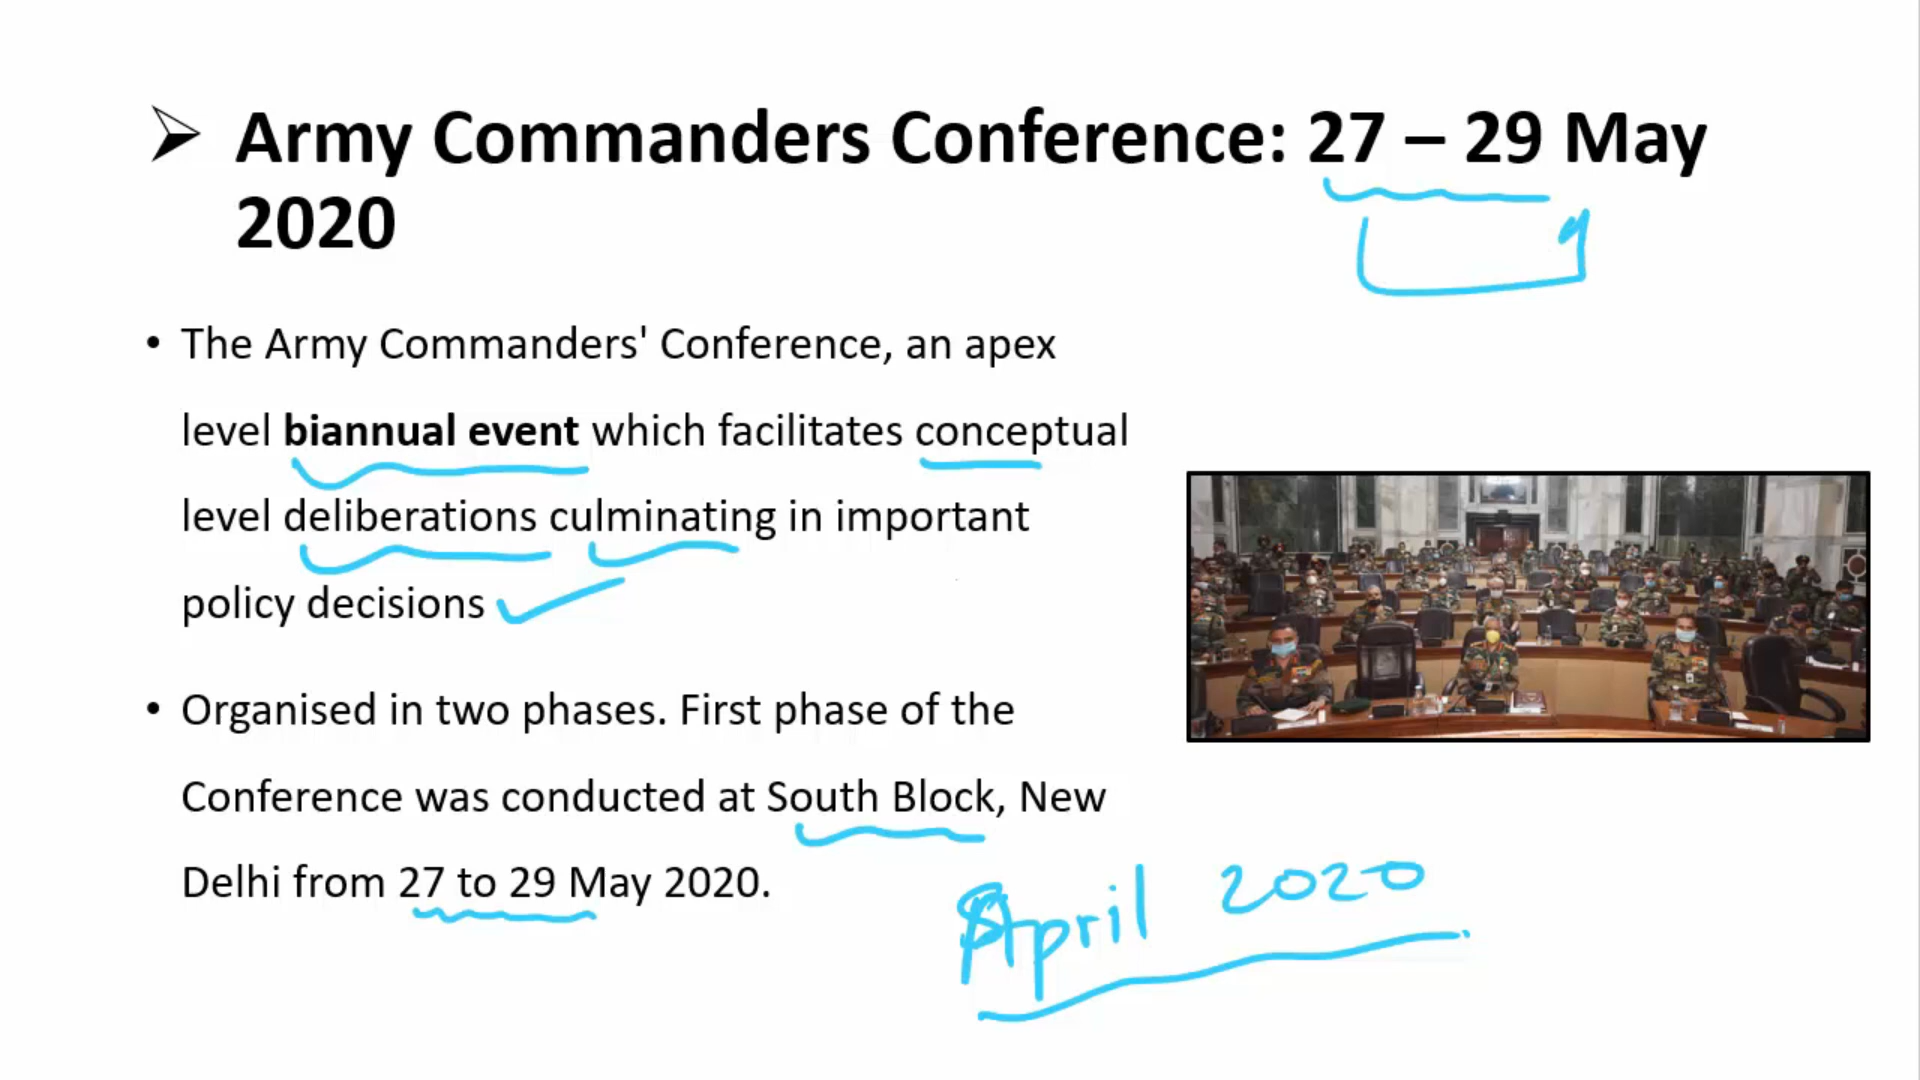 ➢ Army Commanders Conference: 27 – 29 May
2020
• The Army Commanders' Conference, an apex
level biannual event which facilitates conceptual
level deliberations culminating in important
policy decisions
• Organised in two phases. First phase of the
Conference was conducted at South Block, New
Delhi from 27 to 29 May 2020.
April 2020